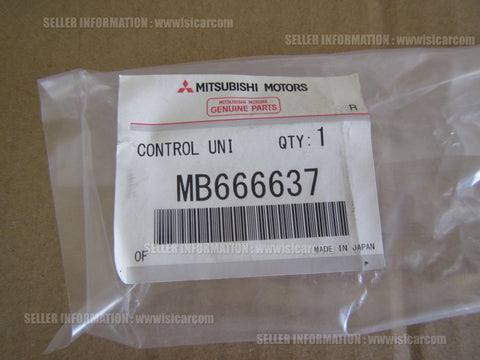 SELLER INFORMATION : wwwisicarcom
SELLER INFORMATION : wwwisicarcom
MITSUBISHI MOTORS
MITSUBISHI MOTORS
GENUINE PARTS
R
CONTROL UNI QTY: 1
MB666637
OF MADE IN JAPAN
SELLER INFORMATION : wwwisicarcom
SELLER INFORMATION : wwwisicarcom
SELLER INFORMATION : wwwisicarcom